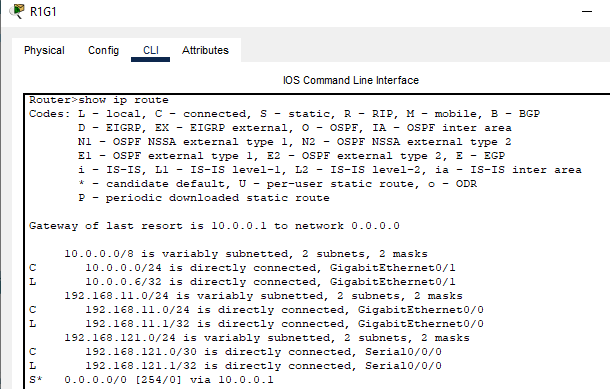 R1G1
Physical Config CLI Attributes
IOS Command Line Interface
Router>show ip route
Codes: L - local, C - connected, S - static, R - RIP, M - mobile, B - BGP
D - EIGRP, EX - EIGRP external, O - OSPF, IA - OSPF inter area
N1 - OSPF NSSA external type 1, N2 - OSPF NSSA external type 2
E1 - OSPF external type 1, E2 - OSPF external type 2, E - EGP
i - IS-IS, L1 - IS-IS level-1, L2 - IS-IS level-2, ia - IS-IS inter area
* - candidate default, U - per-user static route, o - ODR
P - periodic downloaded static route
Gateway of last resort is 10.0.0.1 to network 0.0.0.0
10.0.0.0/8 is variably subnetted, 2 subnets, 2 masks
C 10.0.0.0/24 is directly connected, GigabitEthernet0/1
L 10.0.0.6/32 is directly connected, GigabitEthernet0/1
192.168.11.0/24 is variably subnetted, 2 subnets, 2 masks
C 192.168.11.0/24 is directly connected, GigabitEthernet0/0
L 192.168.11.1/32 is directly connected, GigabitEthernet0/0
192.168.121.0/24 is variably subnetted, 2 subnets, 2 masks
C 192.168.121.0/30 is directly connected, Serial0/0/0
L 192.168.121.1/32 is directly connected, Serial0/0/0
S* 0.0.0.0/0 [254/0] via 10.0.0.1